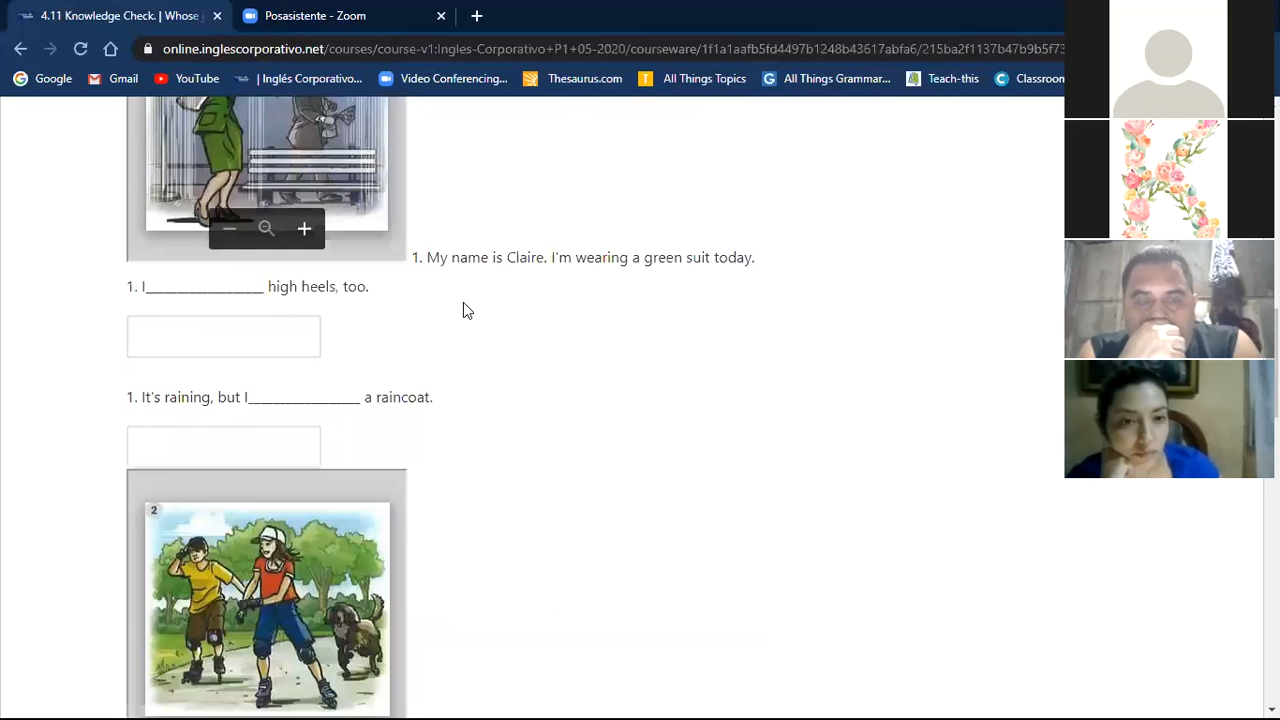 4.11 Knowledge Check. | Whose
Posasistente - Zoom
online.inglescorporativo.net/courses/course-v1:Ingles-Corporativo+P1+05-2020/courseware/1f1a1aafb5fd4497b1248b43617abfa6/215ba2f1137b47b9b5f73
Google
Gmail
YouTube
| Inglés Corporativo...
Video Conferencing...
Thesaurus.com
All Things Topics
All Things Grammar...
Teach-this
Classroom
1. My name is Claire. I'm wearing a green suit today.
1. I__________________ high heels, too.
1. It's raining, but I_________________ a raincoat.
2
K